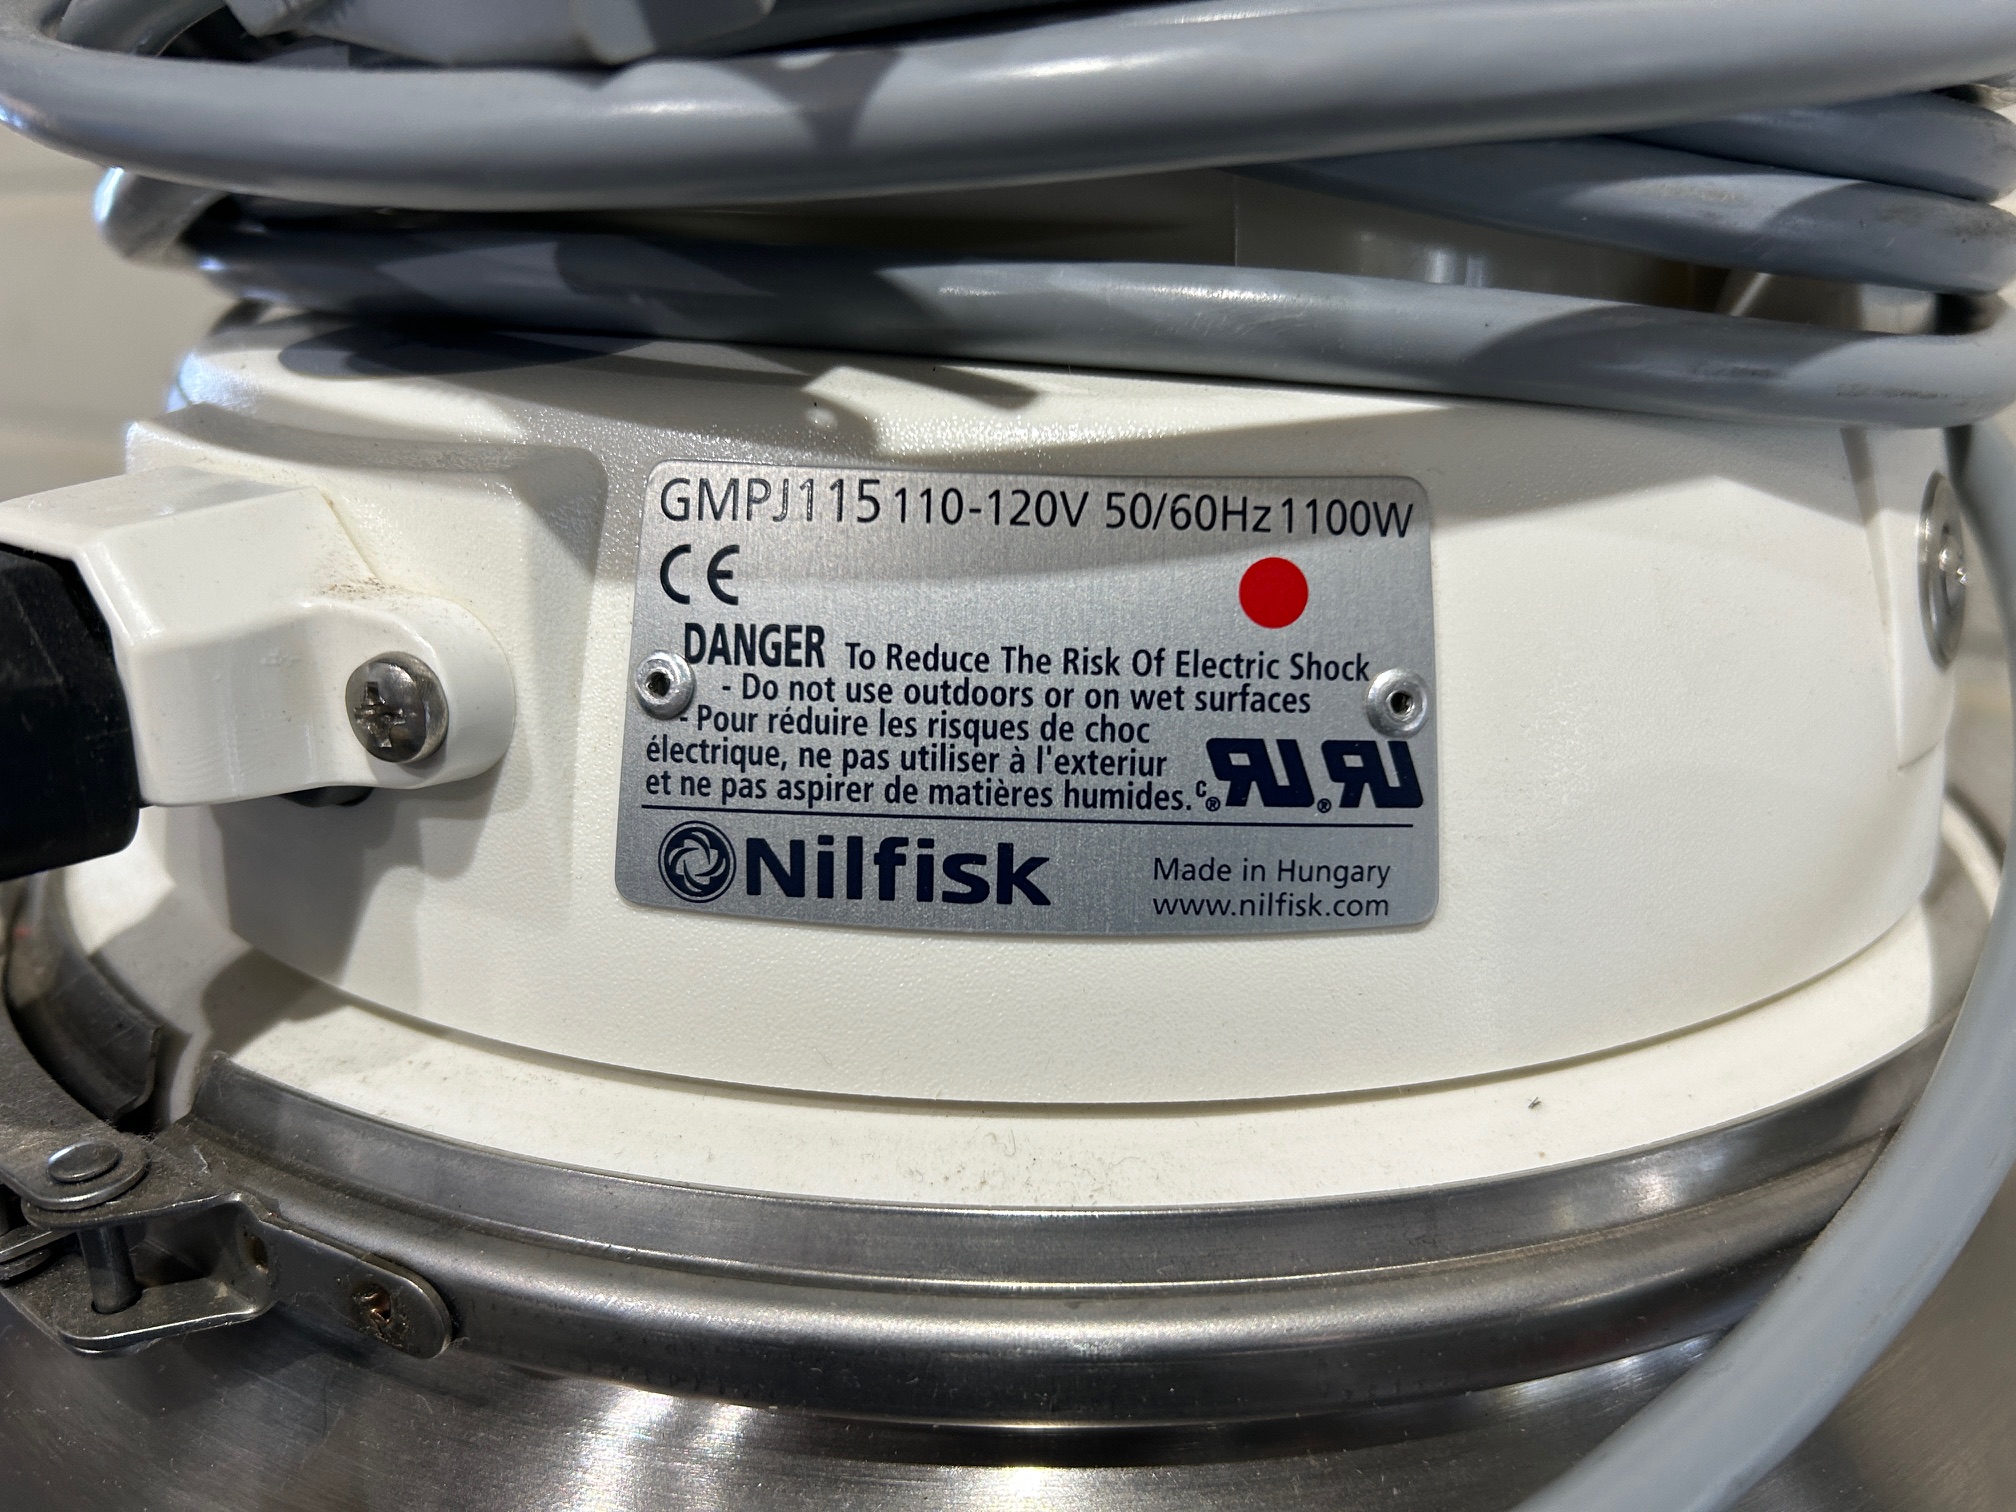 GMPJ115 110-120V 50/60Hz 1100W
CE
DANGER To Reduce The Risk Of Electric Shock
- Do not use outdoors or on wet surfaces
- Pour réduire les risques de choc
électrique, ne pas utiliser à l'exteriur
et ne pas aspirer de matières humides.
c RU ® RU ®
Nilfisk
Made in Hungary
www.nilfisk.com